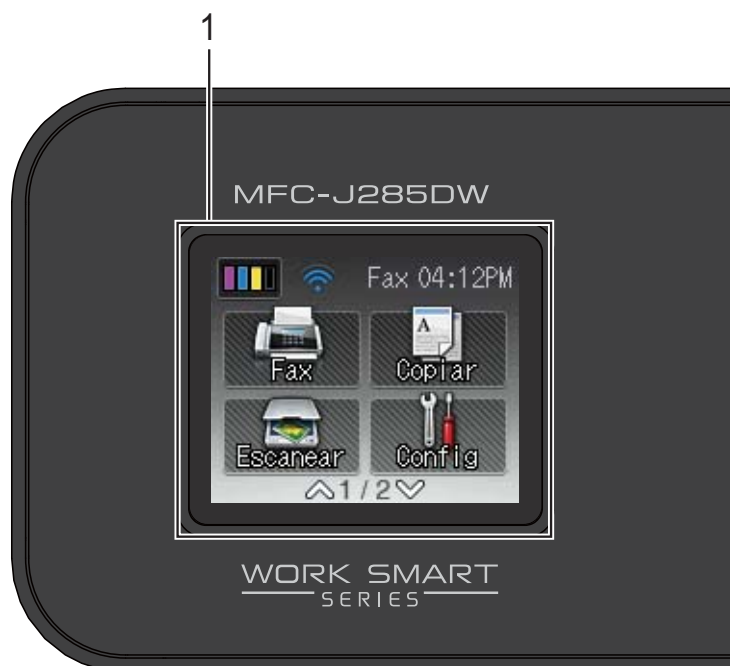 1
MFC-J285DW
Fax 04:12PM
Fax
Copiar
Escanear
Config
1/2
WORK SMART
SERIES